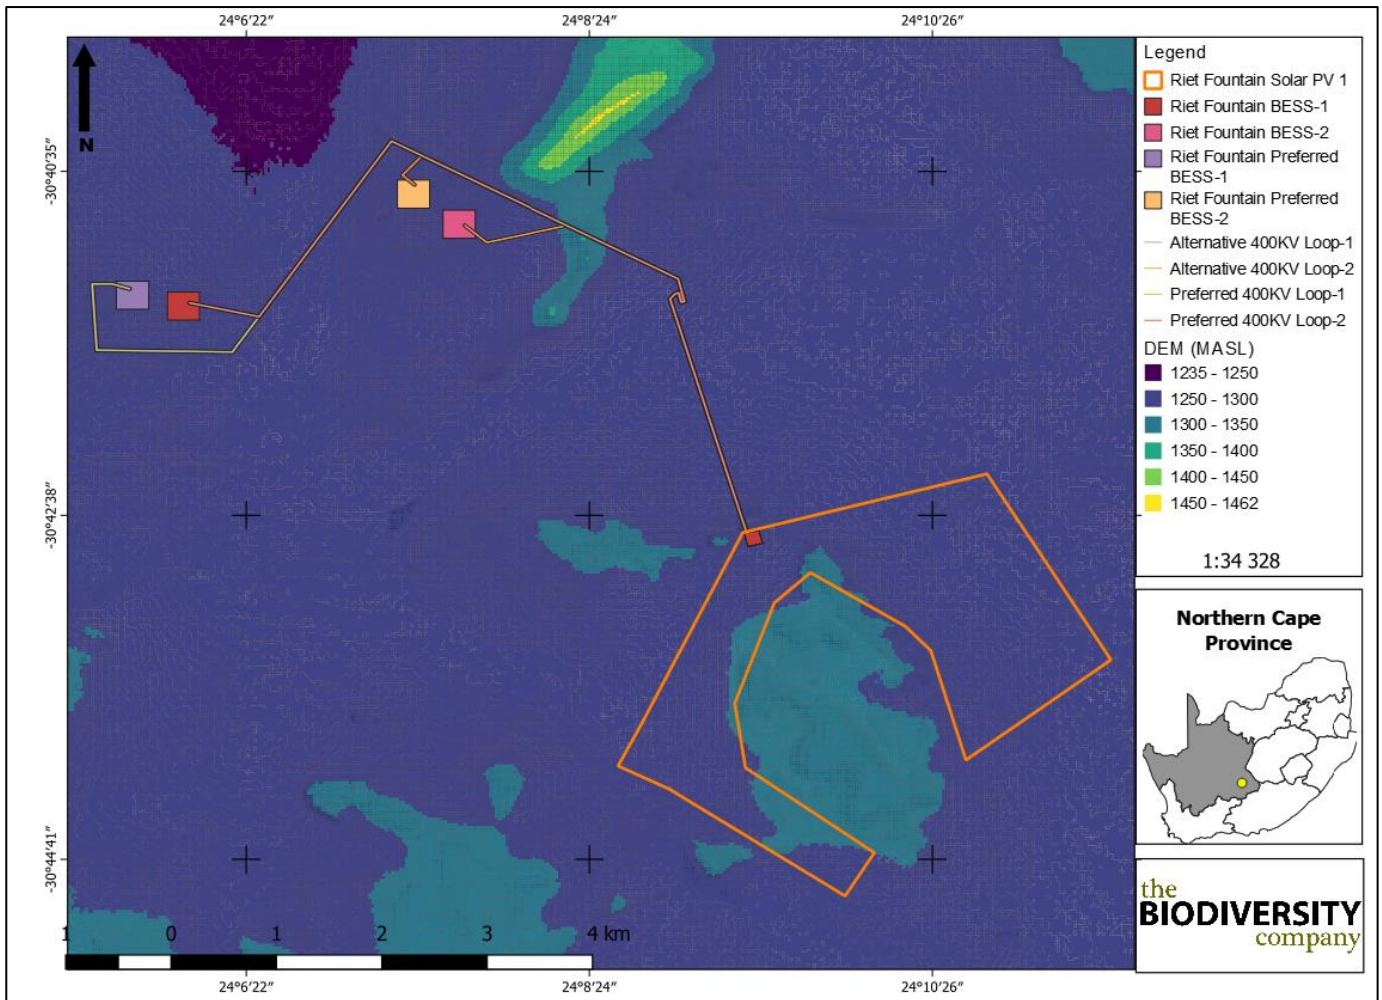 24°6'22″ 24°8'24″ 24°10'26″
N
-30°40'35″
-30°42'38″
-30°44'41″
1 0 1 2 3 4 km
24°6'22″ 24°8'24″ 24°10'26″
Legend
Riet Fountain Solar PV 1
Riet Fountain BESS-1
Riet Fountain BESS-2
Riet Fountain Preferred
BESS-1
Riet Fountain Preferred
BESS-2
Alternative 400KV Loop-1
Alternative 400KV Loop-2
Preferred 400KV Loop-1
Preferred 400KV Loop-2
DEM (MASL)
1235 - 1250
1250 - 1300
1300 - 1350
1350 - 1400
1400 - 1450
1450 - 1462
1:34 328
Northern Cape
Province
the
BIODIVERSITY
company